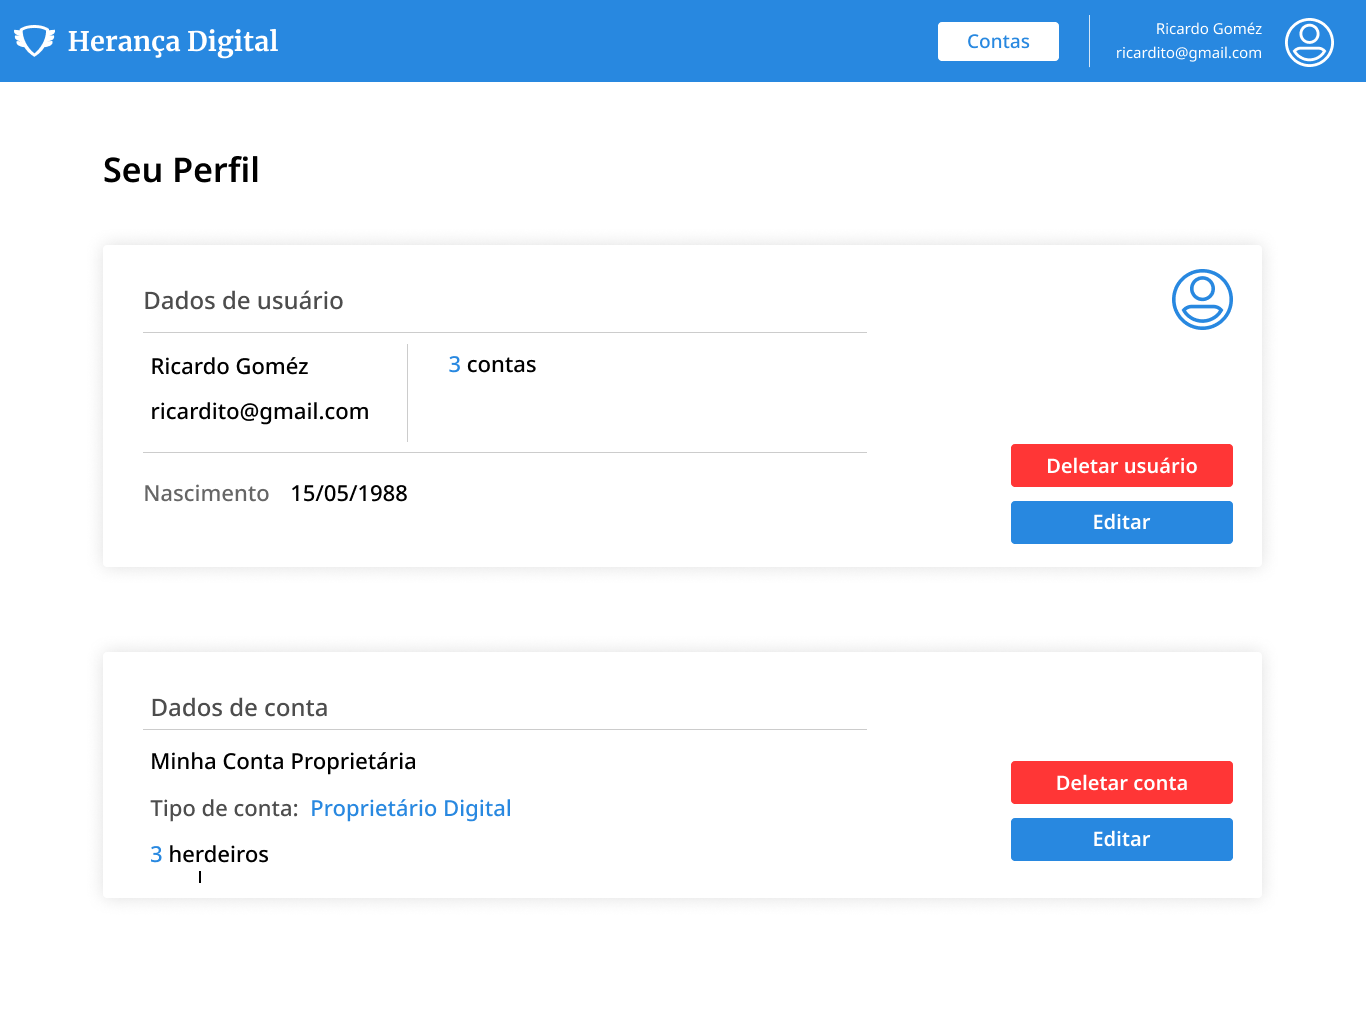 Herança Digital
Contas
Ricardo Goméz
ricardito@gmail.com
Seu Perfil
Dados de usuário
Ricardo Goméz
3 contas
ricardito@gmail.com
Deletar usuário
Nascimento 15/05/1988
Editar
Dados de conta
Minha Conta Proprietária
Deletar conta
Tipo de conta: Proprietário Digital
Editar
3 herdeiros